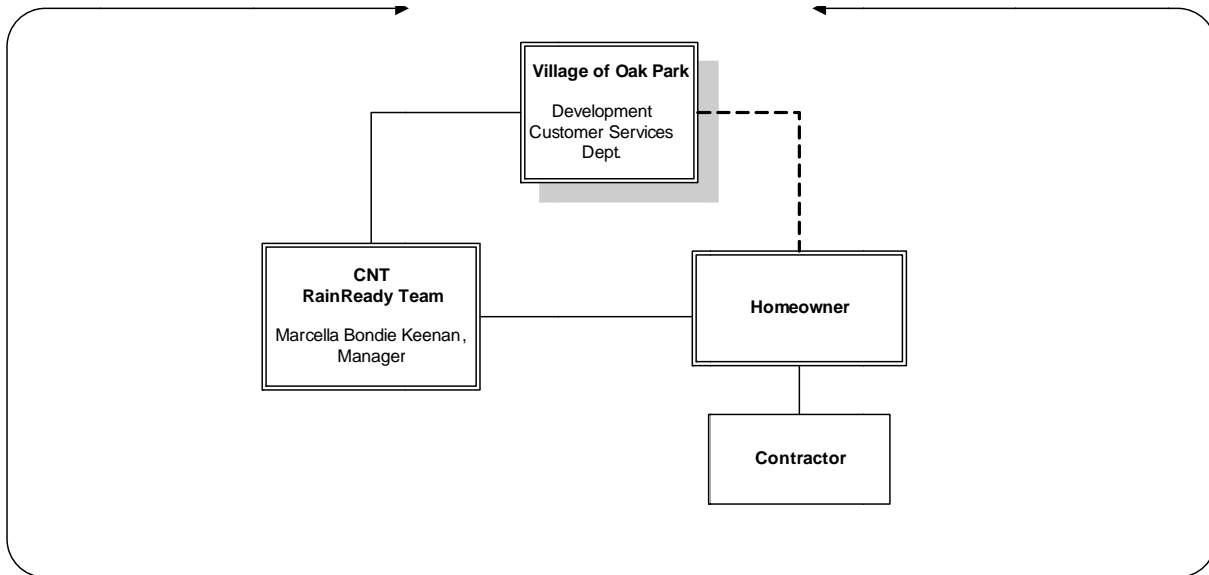 Village of Oak Park
Development
Customer Services
Dept.
CNT
RainReady Team
Marcella Bondie Keenan,
Manager
Homeowner
Contractor